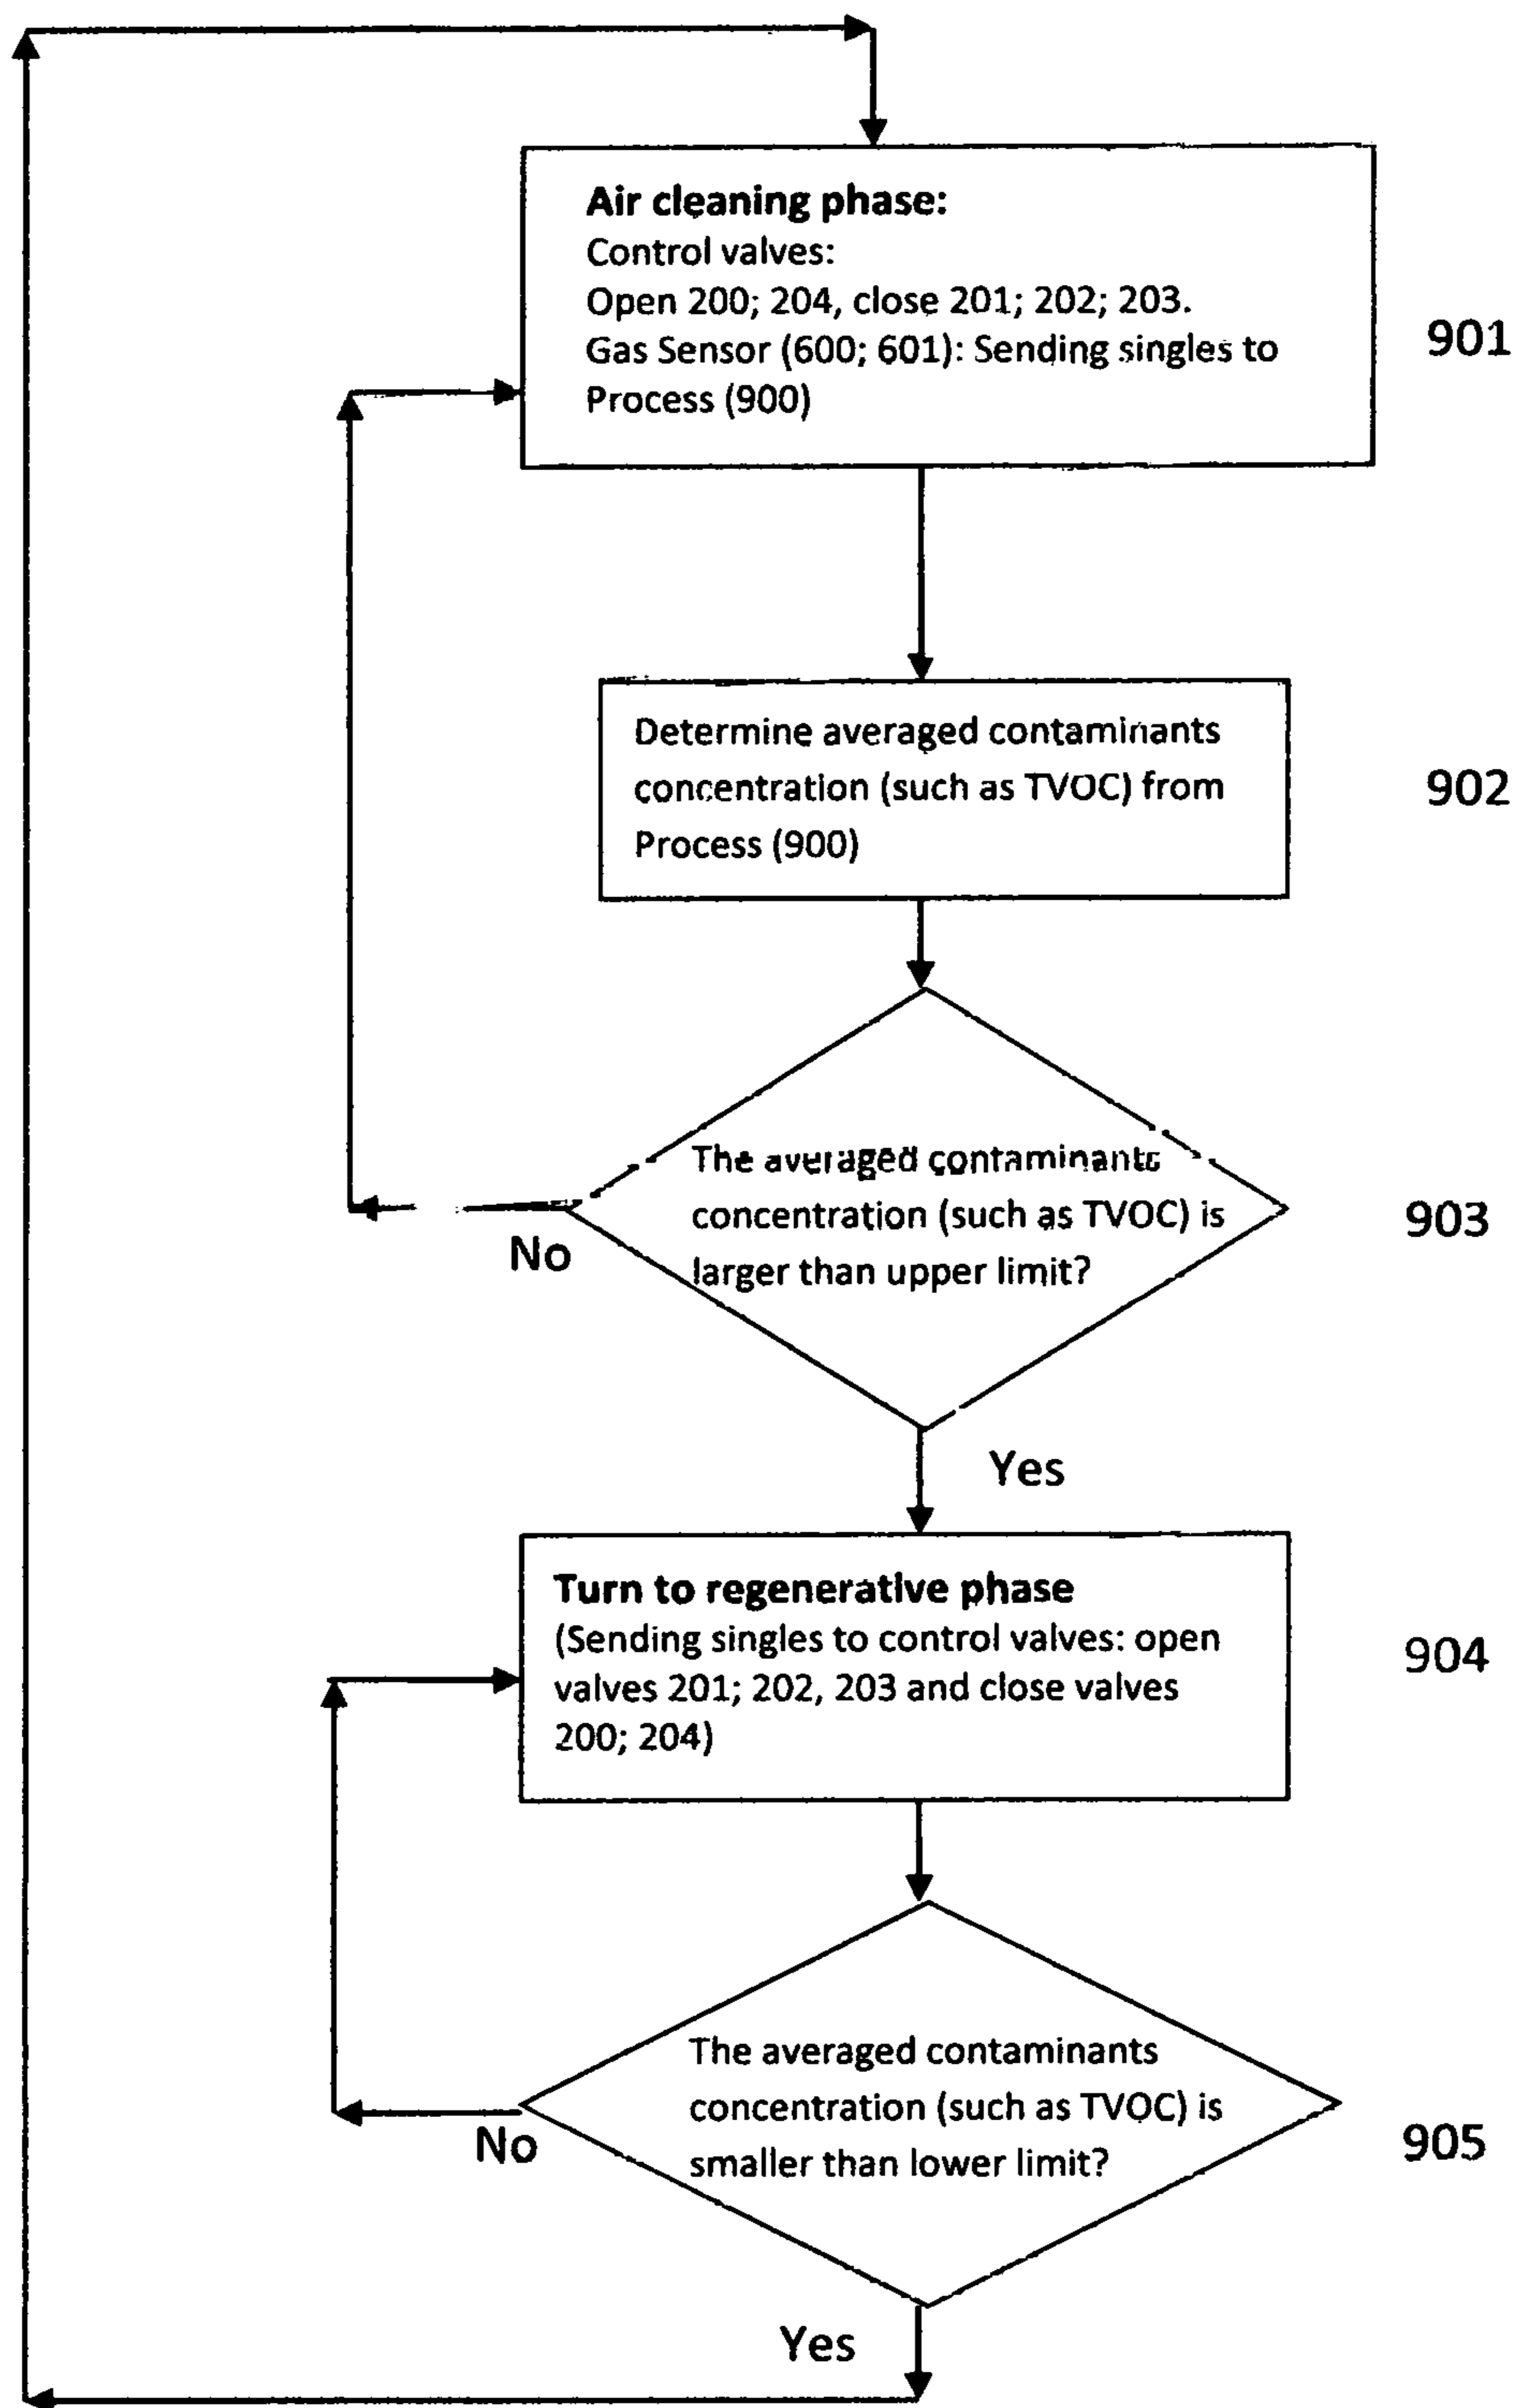 Air cleaning phase:
Control valves:
Open 200; 204, close 201; 202; 203.
Gas Sensor (600; 601): Sending singles to
Process (900)
901
Determine averaged contaminants
concentration (such as TVOC) from
Process (900)
902
The averaged contaminants
concentration (such as TVOC) is
larger than upper limit?
903
No
Yes
Turn to regenerative phase
(Sending singles to control valves: open
valves 201; 202, 203 and close valves
200; 204)
904
The averaged contaminants
concentration (such as TVOC) is
smaller than lower limit?
905
No
Yes